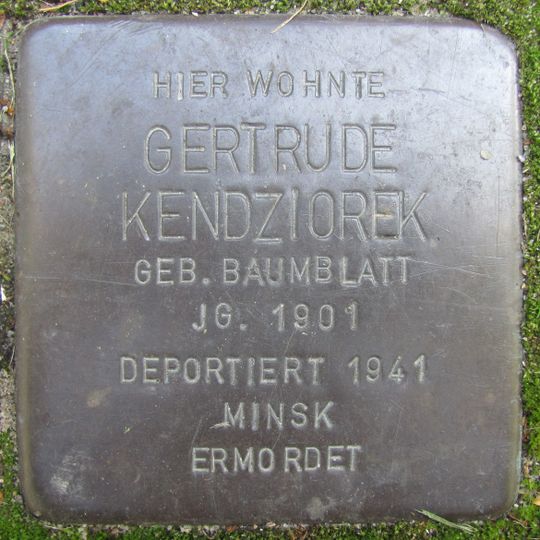 HIER WOHNTE
GERTRUDE
KENDZIOREK
GEB. BAUMBLATT
JG. 1901
DEPORTIERT 1941
MINSK
ERMORDET